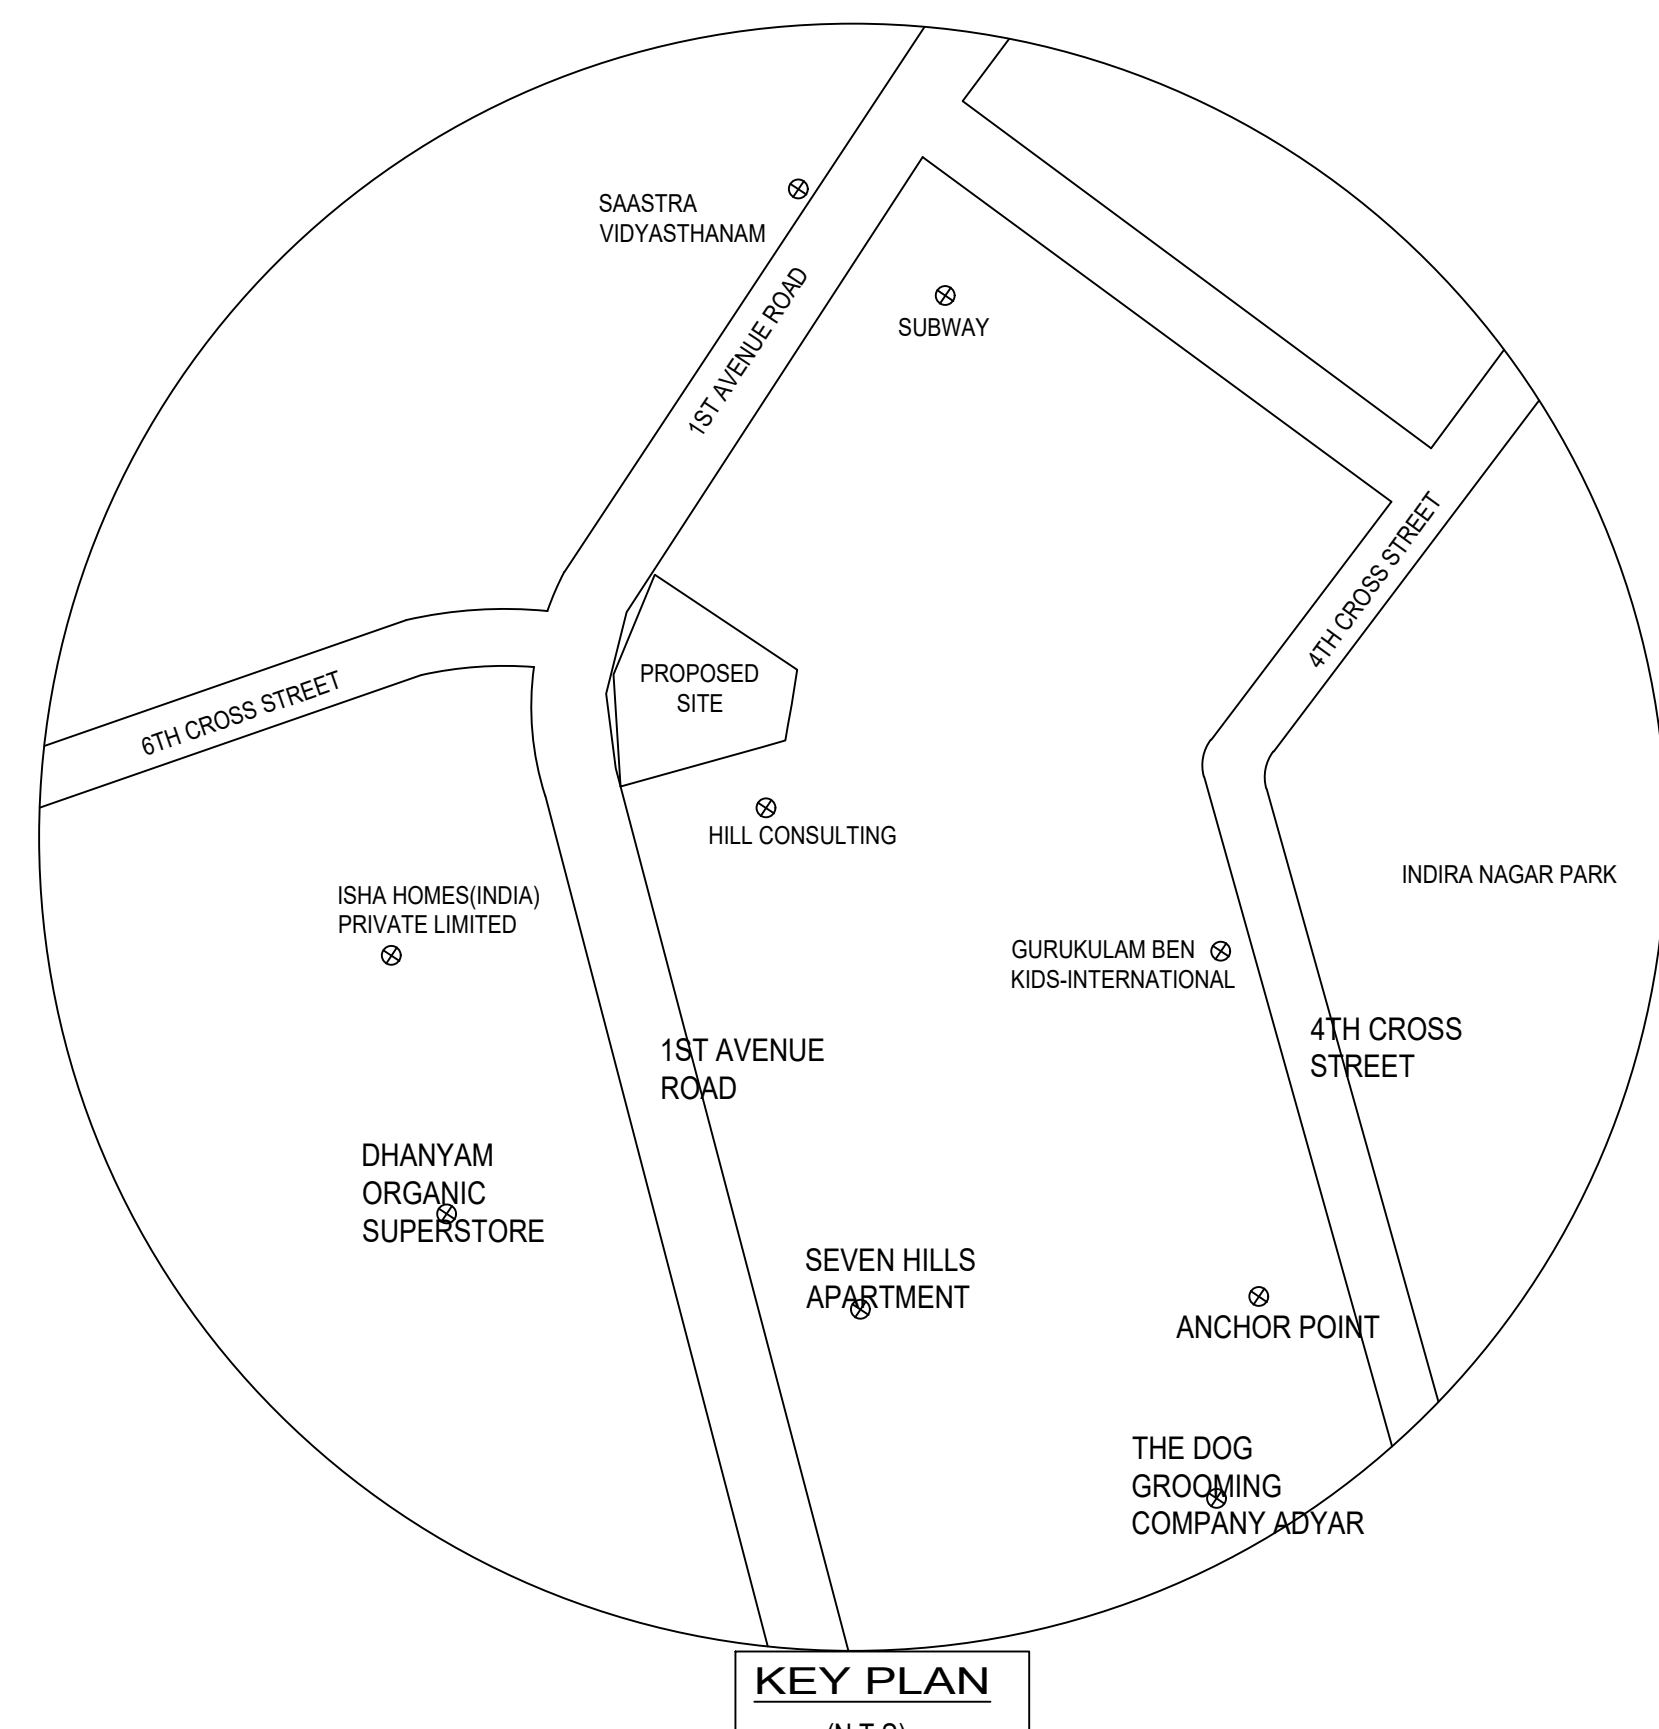 SAASTRA
VIDYASTHANAM
1ST AVENUE ROAD
SUBWAY
4TH CROSS STREET
6TH CROSS STREET
PROPOSED
SITE
HILL CONSULTING
INDIRA NAGAR PARK
ISHA HOMES(INDIA)
PRIVATE LIMITED
GURUKULAM BEN
KIDS-INTERNATIONAL
1ST AVENUE
ROAD
4TH CROSS
STREET
DHANYAM
ORGANIC
SUPERSTORE
SEVEN HILLS
APARTMENT
ANCHOR POINT
THE DOG
GROOMING
COMPANY ADYAR
KEY PLAN
(N.T.S)